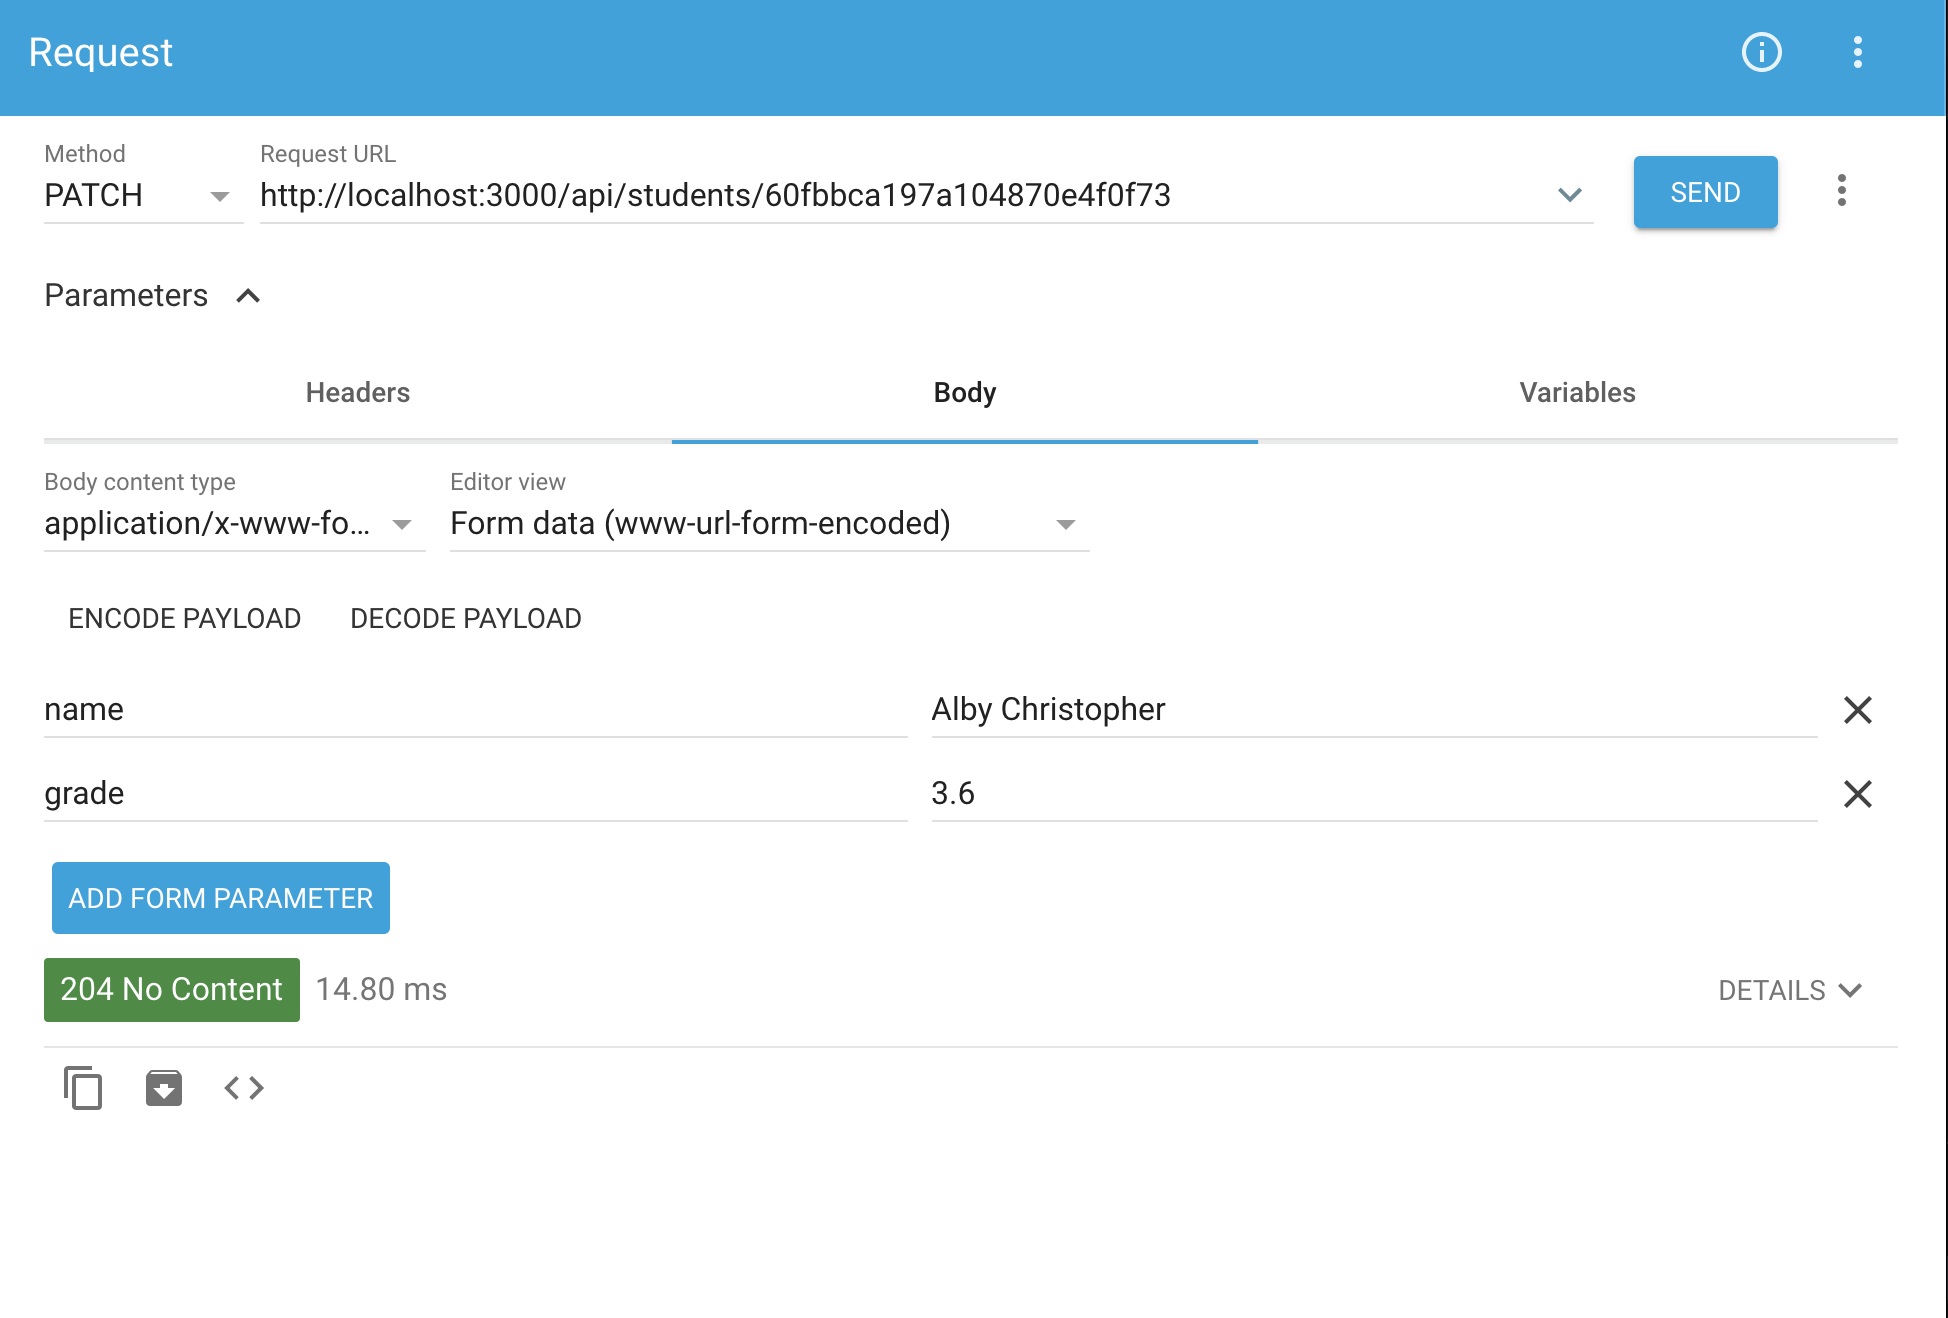 Request
Method
Request URL
PATCH
http://localhost:3000/api/students/60fbbca197a104870e4f0f73
SEND
Parameters
Headers
Body
Variables
Body content type
Editor view
application/x-www-fo...
Form data (www-url-form-encoded)
ENCODE PAYLOAD
DECODE PAYLOAD
name
Alby Christopher
grade
3.6
ADD FORM PARAMETER
204 No Content
14.80 ms
DETAILS